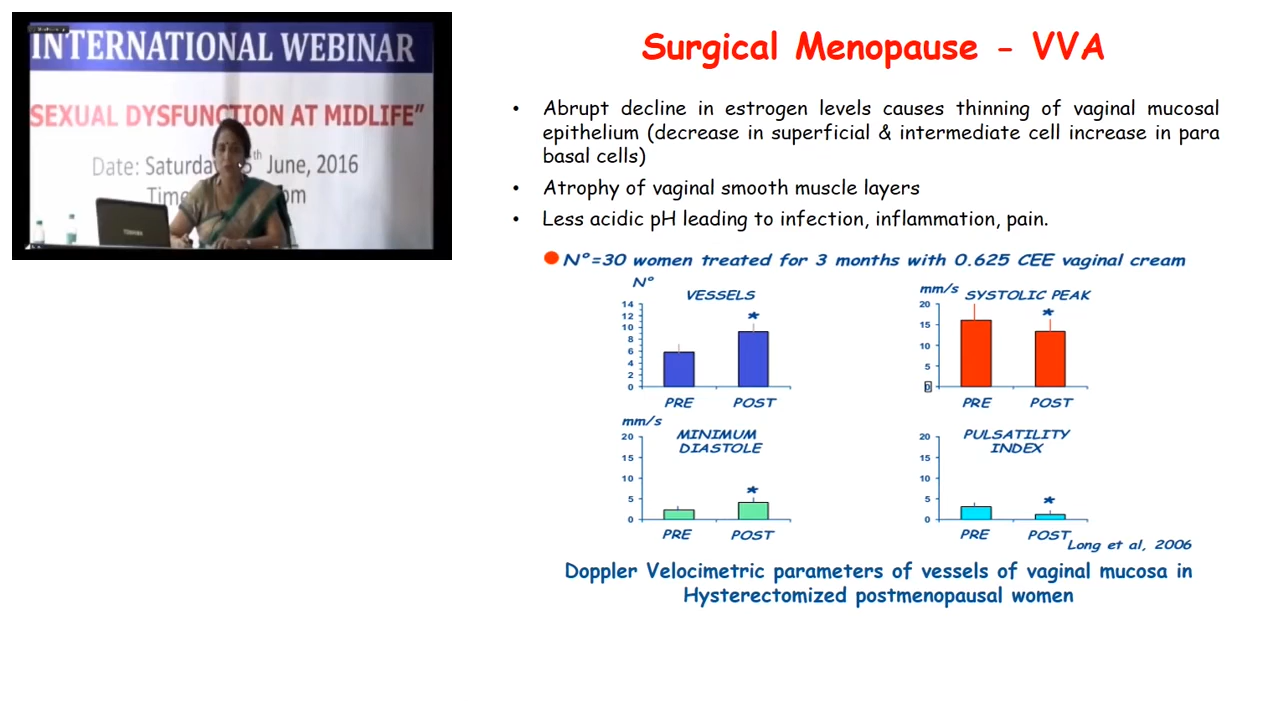 INTERNATIONAL WEBINAR
SEXUAL DYSFUNCTION AT MIDLIFE”
Date: Saturday 5th June, 2016
TOSHIBA
Surgical Menopause - VVA
• Abrupt decline in estrogen levels causes thinning of vaginal mucosal
epithelium (decrease in superficial & intermediate cell increase in para
basal cells)
• Atrophy of vaginal smooth muscle layers
• Less acidic pH leading to infection, inflammation, pain.
N°=30 women treated for 3 months with 0.625 CEE vaginal cream
N°
VESSELS
14
12
10
8
6
4
2
0
*
PRE POST
mm/s
SYSTOLIC PEAK
20
15
10
5
0
*
PRE POST
mm/s
MINIMUM
DIASTOLE
20
15
10
5
0
*
PRE POST
PULSATILITY
INDEX
20
15
10
5
0
*
PRE POST
Long et al, 2006
Doppler Velocimetric parameters of vessels of vaginal mucosa in
Hysterectomized postmenopausal women